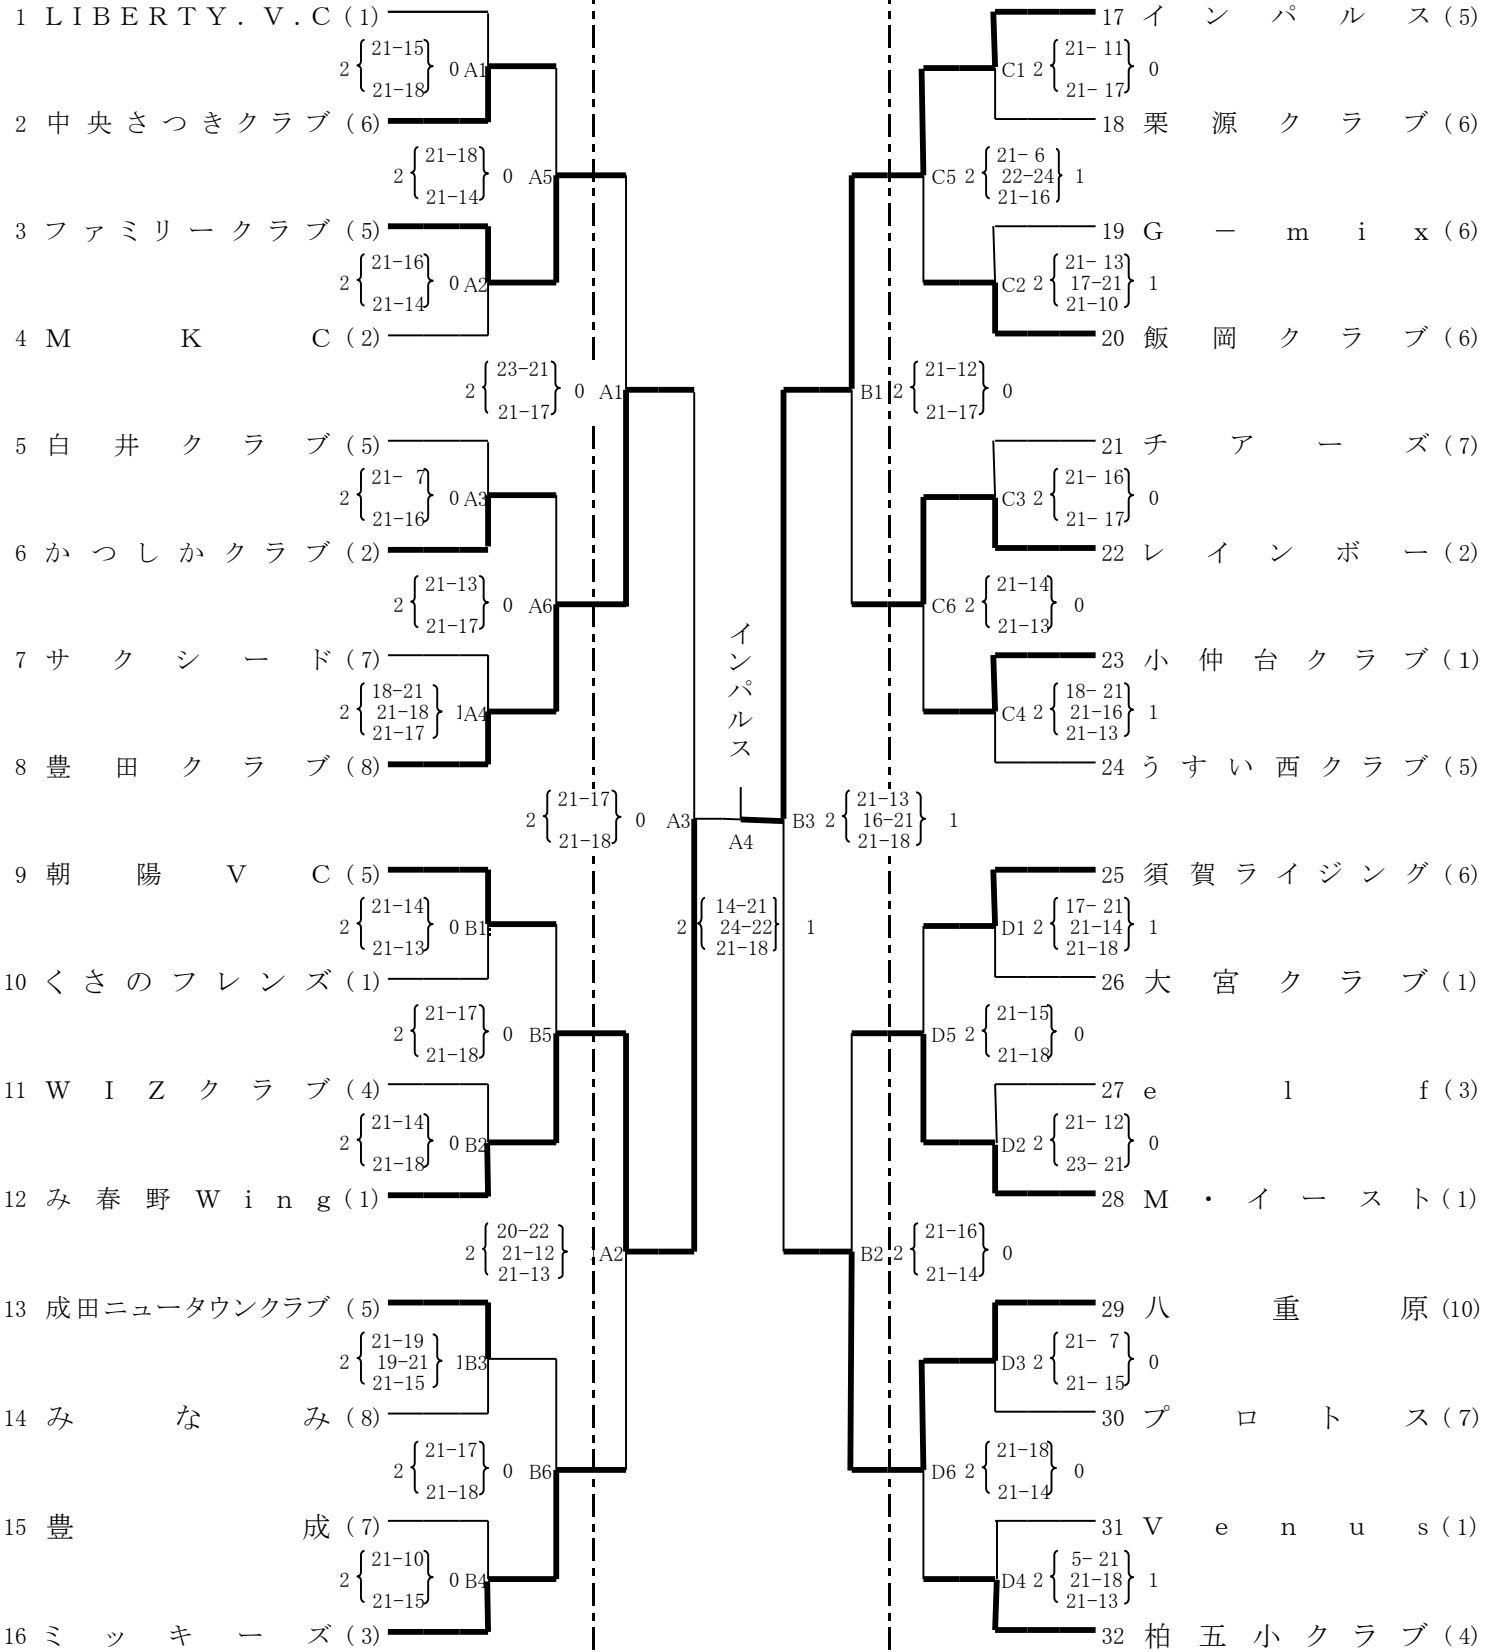 1 LIBERTY.V.C (1)
2 { 21-15 21-18 } 0 A1
2 中央さつきクラブ (6)
2 { 21-18 21-14 } 0 A5
3 ファミリークラブ (5)
2 { 21-16 21-14 } 0 A2
4 MKC (2)
2 { 23-21 21-17 } 0 A1
5 白井クラブ (5)
2 { 21- 7 21-16 } 0 A3
6 かつしかクラブ (2)
2 { 21-13 21-17 } 0 A6
7 サクシード (7)
2 { 18-21 21-18 21-17 } 1 A4
8 豊田クラブ (8)
2 { 21-17 21-18 } 0 A3
9 朝陽VC (5)
2 { 21-14 21-13 } 0 B1
10 くさのフレンズ (1)
2 { 21-17 21-18 } 0 B5
11 WIZクラブ (4)
2 { 21-14 21-18 } 0 B2
12 み春野Wing (1)
2 { 20-22 21-12 21-13 } A2
13 成田ニュータウンクラブ (5)
2 { 21-19 19-21 21-15 } 1 B3
14 みなみ (8)
2 { 21-17 21-18 } 0 B6
15 豊成 (7)
2 { 21-10 21-15 } 0 B4
16 ミッキーズ (3)
インパルス
A4
2 { 14-21 24-22 21-18 } 1
17 インパルス (5)
C1 2 { 21- 11 21- 17 } 0
18 栗源クラブ (6)
C5 2 { 21- 6 22-24 21-16 } 1
19 G－mix (6)
C2 2 { 21- 13 17-21 21-10 } 1
20 飯岡クラブ (6)
B1 2 { 21-12 21-17 } 0
21 チアーズ (7)
C3 2 { 21- 16 21- 17 } 0
22 レインボー (2)
C6 2 { 21-14 21-13 } 0
23 小仲台クラブ (1)
C4 2 { 18- 21 21-16 21-13 } 1
24 うすい西クラブ (5)
B3 2 { 21-13 16-21 21-18 } 1
25 須賀ライジング (6)
D1 2 { 17- 21 21-14 21-18 } 1
26 大宮クラブ (1)
D5 2 { 21-15 21-18 } 0
27 elf (3)
D2 2 { 21- 12 23- 21 } 0
28 M・イースト (1)
B2 2 { 21-16 21-14 } 0
29 八重原 (10)
D3 2 { 21- 7 21- 15 } 0
30 プロトス (7)
D6 2 { 21-18 21-14 } 0
31 Venus (1)
D4 2 { 5- 21 21-18 21-13 } 1
32 柏五小クラブ (4)